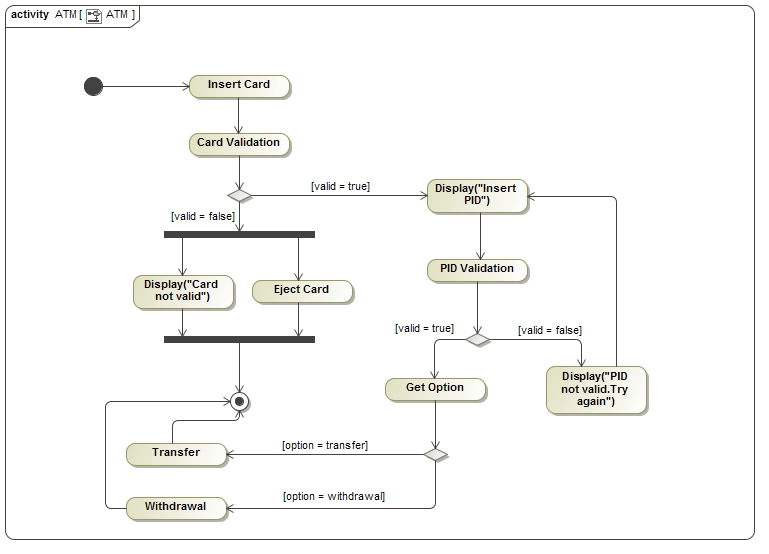 activity ATM [ ATM ]
Insert Card
Card Validation
[valid = true]
Display("Insert
PID")
[valid = false]
PID Validation
Display("Card
not valid")
Eject Card
[valid = true]
[valid = false]
Get Option
Display("PID
not valid.Try
again")
[option = transfer]
Transfer
[option = withdrawal]
Withdrawal